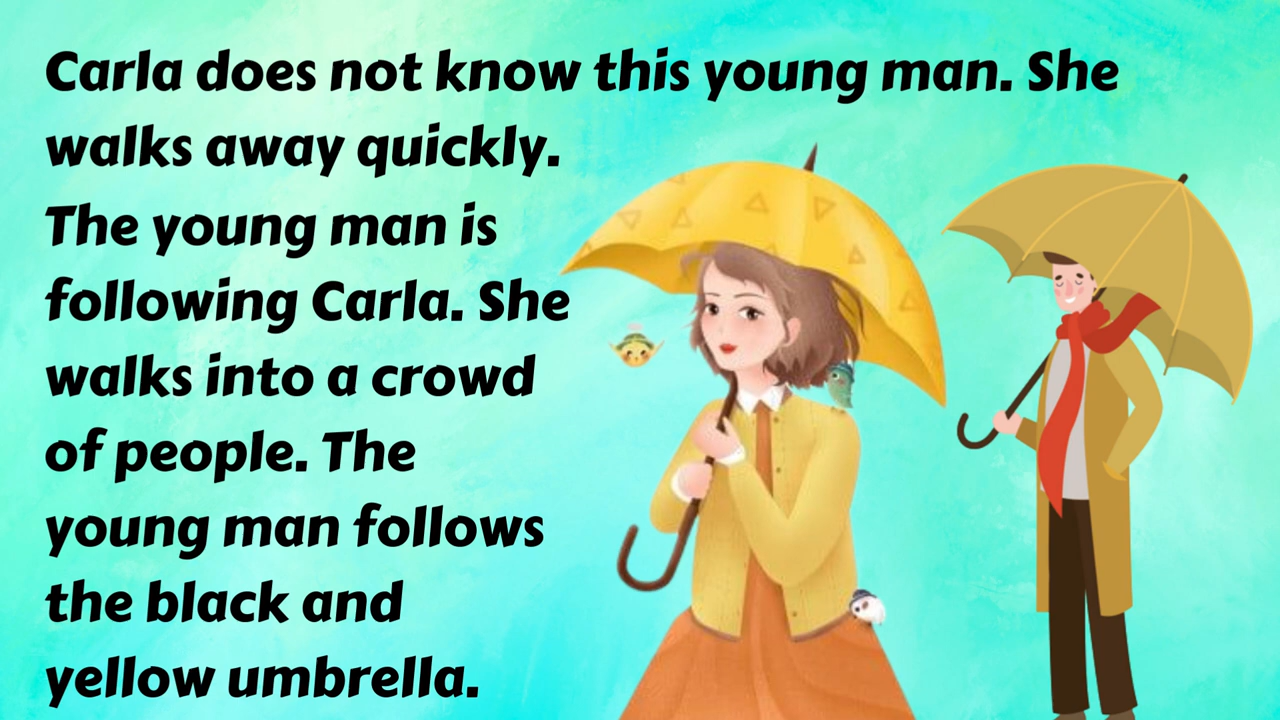 Carla does not know this young man. She
walks away quickly.
The young man is
following Carla. She
walks into a crowd
of people. The
young man follows
the black and
yellow umbrella.